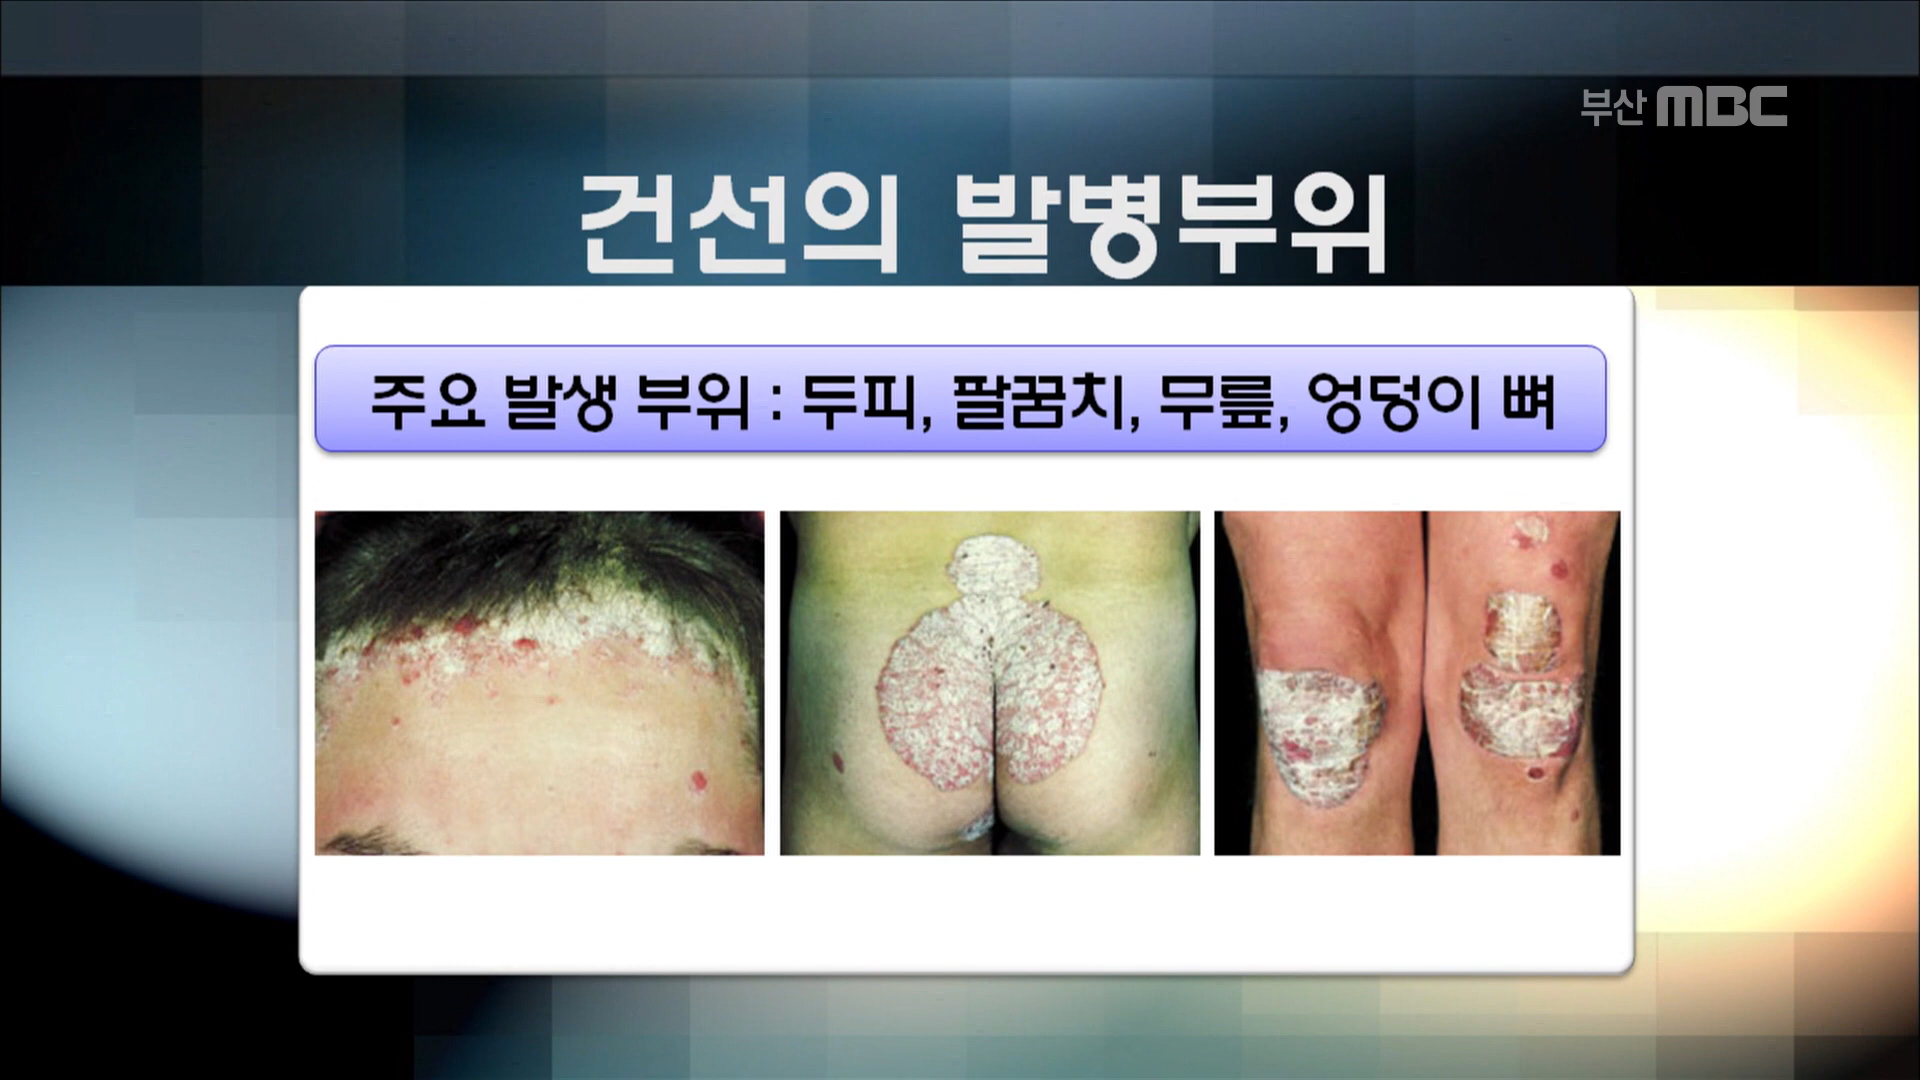 부산 MBC
건선의 발병부위
주요 발생 부위 : 두피, 팔꿈치, 무릎, 엉덩이 뼈